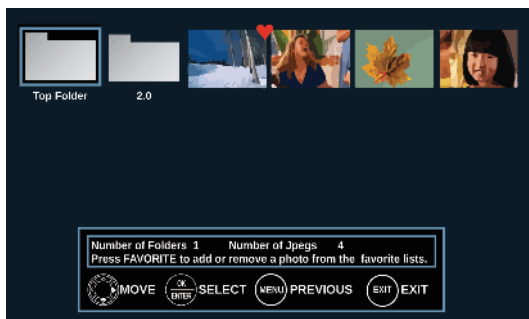 Top Folder 2.0
Number of Folders 1 Number of Jpegs 4
Press FAVORITE to add or remove a photo from the favorite lists.
MOVE OK ENTER SELECT MENU PREVIOUS EXIT EXIT